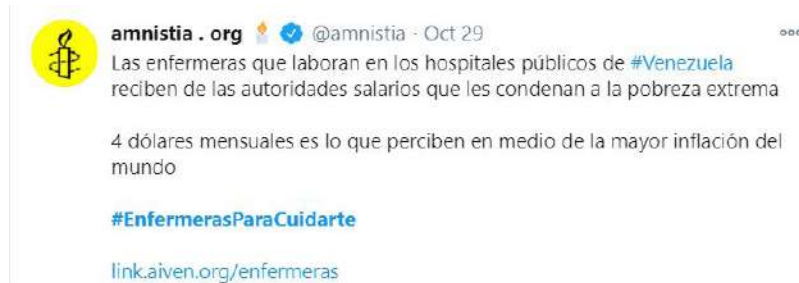 amnistia . org @amnistia · Oct 29
Las enfermeras que laboran en los hospitales públicos de #Venezuela
reciben de las autoridades salarios que les condenan a la pobreza extrema
4 dólares mensuales es lo que perciben en medio de la mayor inflación del
mundo
#EnfermerasParaCuidarte
link.aiven.org/enfermeras